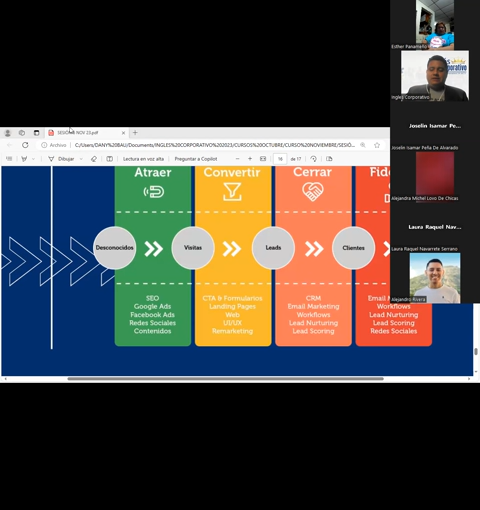 Esther Panameño
Ingles Corporativo
Joselin Isamar Pe...
Joselin Isamar Peña De Alvarado
Alejandra Michel Lovo De Chicas
Laura Raquel Nav...
Laura Raquel Navarrete Serrano
Alejandro Rivera
SESION NOV 23.pdf
Archivo
C:/Users/DANY%20BAU/Documents/INGLES%20CORPORATIVO%202023/CURSOS%20OCTUBRE/CURSO%20NOVIEMBRE/SESIO...
Dibujar
Lectura en voz alta
Preguntar a Copilot
16
de 17
Atraer
Convertir
Cerrar
Desconocidos
Visitas
Leads
Clientes
SEO
Google Ads
Facebook Ads
Redes Sociales
Contenidos
CTA & Formularios
Landing Pages
Web
UI/UX
Remarketing
CRM
Email Marketing
Workflows
Lead Nurturing
Lead Scoring
Workflows
Lead Nurturing
Lead Scoring
Redes Sociales